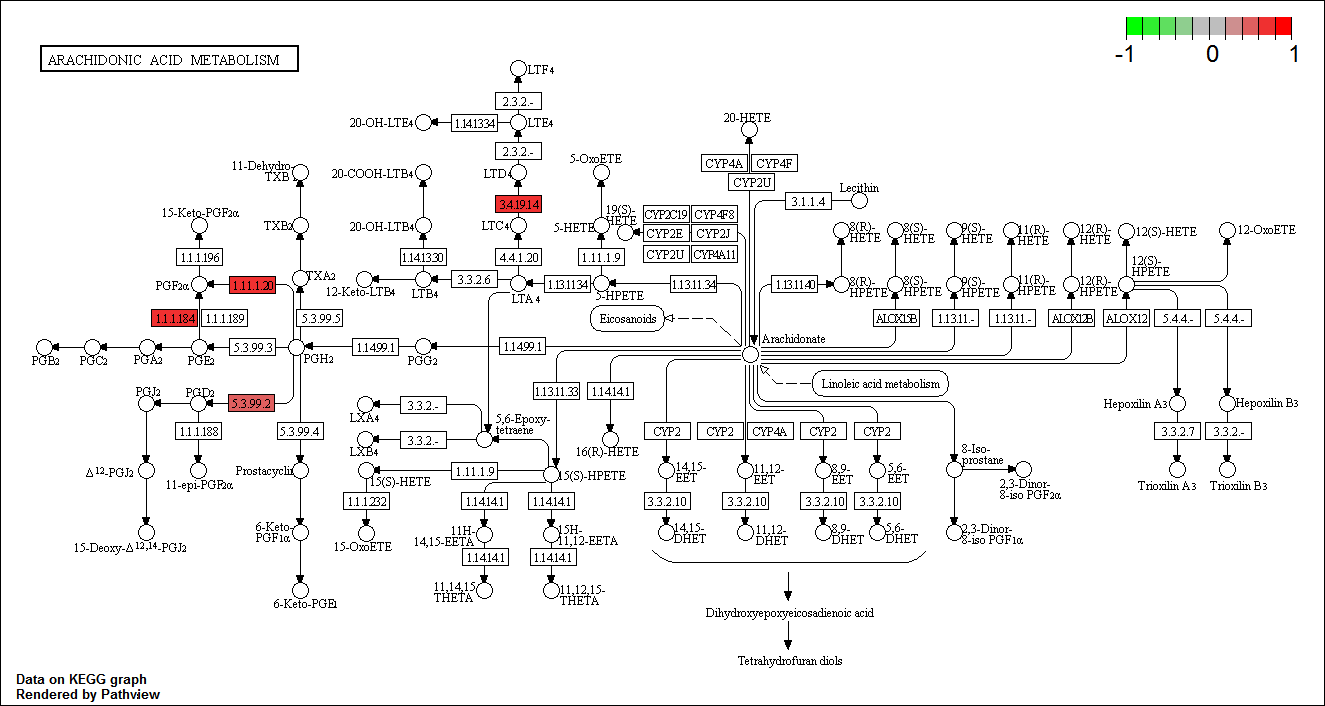 -1 0 1
ARACHIDONIC ACID METABOLISM
LTF4
2.3.2.-
20-OH-LTE4 1.14.13.34 LTE4
20-HETE
2.3.2.-
11-Dehydro-
TXB
20-COOH-LTB4
LTD4
5-OxoETE
CYP4A CYP4F
CYP2U
Lecithin
3.1.1.4
3.4.19.14
15-Keto-PGF2α
TXB2
20-OH-LTB4
LTC4
5-HETE
19(S)-
HETE
CYP2C19 CYP4F8
CYP2E CYP2J
CYP2U CYP4A11
8(R)-
HETE
8(S)-
HETE
9(S)-
HETE
11(R)-
HETE
12(R)-
HETE
12(S)-HETE
12-OxoETE
1.1.1.196
1.14.13.30
4.4.1.20
1.11.1.9
12(S)-
HPETE
PGF2α
1.11.1.20
TXA2
12-Keto-LTB4
LTB4
3.3.2.6
LTA4
1.13.11.34
5-HPETE
1.13.11.34
1.13.11.40
8(R)-
HPETE
8(S)-
HPETE
9(S)-
HPETE
11(R)-
HPETE
12(R)-
HPETE
1.1.1.184 1.1.1.189
5.3.99.5
Eicosanoids
ALOX15B 1.13.11.- 1.13.11.- ALOX12B ALOX12 5.4.4.- 5.4.4.-
Arachidonate
PGB2 PGC2 PGA2 PGE2 5.3.99.3 PGH2 1.14.99.1 PGG2 1.14.99.1
Linoleic acid metabolism
1.13.11.33 1.14.14.1
PGJ2 PGD2 5.3.99.2
LXA4 3.3.2.-
Hepoxilin A3 Hepoxilin B3
1.1.1.188
5.3.99.4
5,6-Epoxy-
tetraene
CYP2 CYP2 CYP4A CYP2 CYP2
3.3.2.7 3.3.2.-
LXB4 3.3.2.-
16(R)-HETE
8-Iso-
prostane
Δ12-PGJ2
11-epi-PGF2α
Prostacyclin
15(S)-HETE
1.11.1.9
15(S)-HPETE
14,15-
EET
11,12-
EET
8,9-
EET
5,6-
EET
2,3-Dinor-
8-iso PGF2α
Trioxilin A3 Trioxilin B3
1.1.1.232 1.14.14.1 1.14.14.1 3.3.2.10 3.3.2.10 3.3.2.10 3.3.2.10
15-Deoxy-Δ12,14-PGJ2
6-Keto-
PGF1α
15-OxoETE
11H-
14,15-EETA
15H-
11,12-EETA
14,15-
DHET
11,12-
DHET
8,9-
DHET
5,6-
DHET
2,3-Dinor-
8-iso PGF1α
1.14.14.1 1.14.14.1
6-Keto-PGE1
11,14,15-
THETA
11,12,15-
THETA
Dihydroxyepoxyeicosadienoic acid
Tetrahydrofuran diols
Data on KEGG graph
Rendered by Pathview